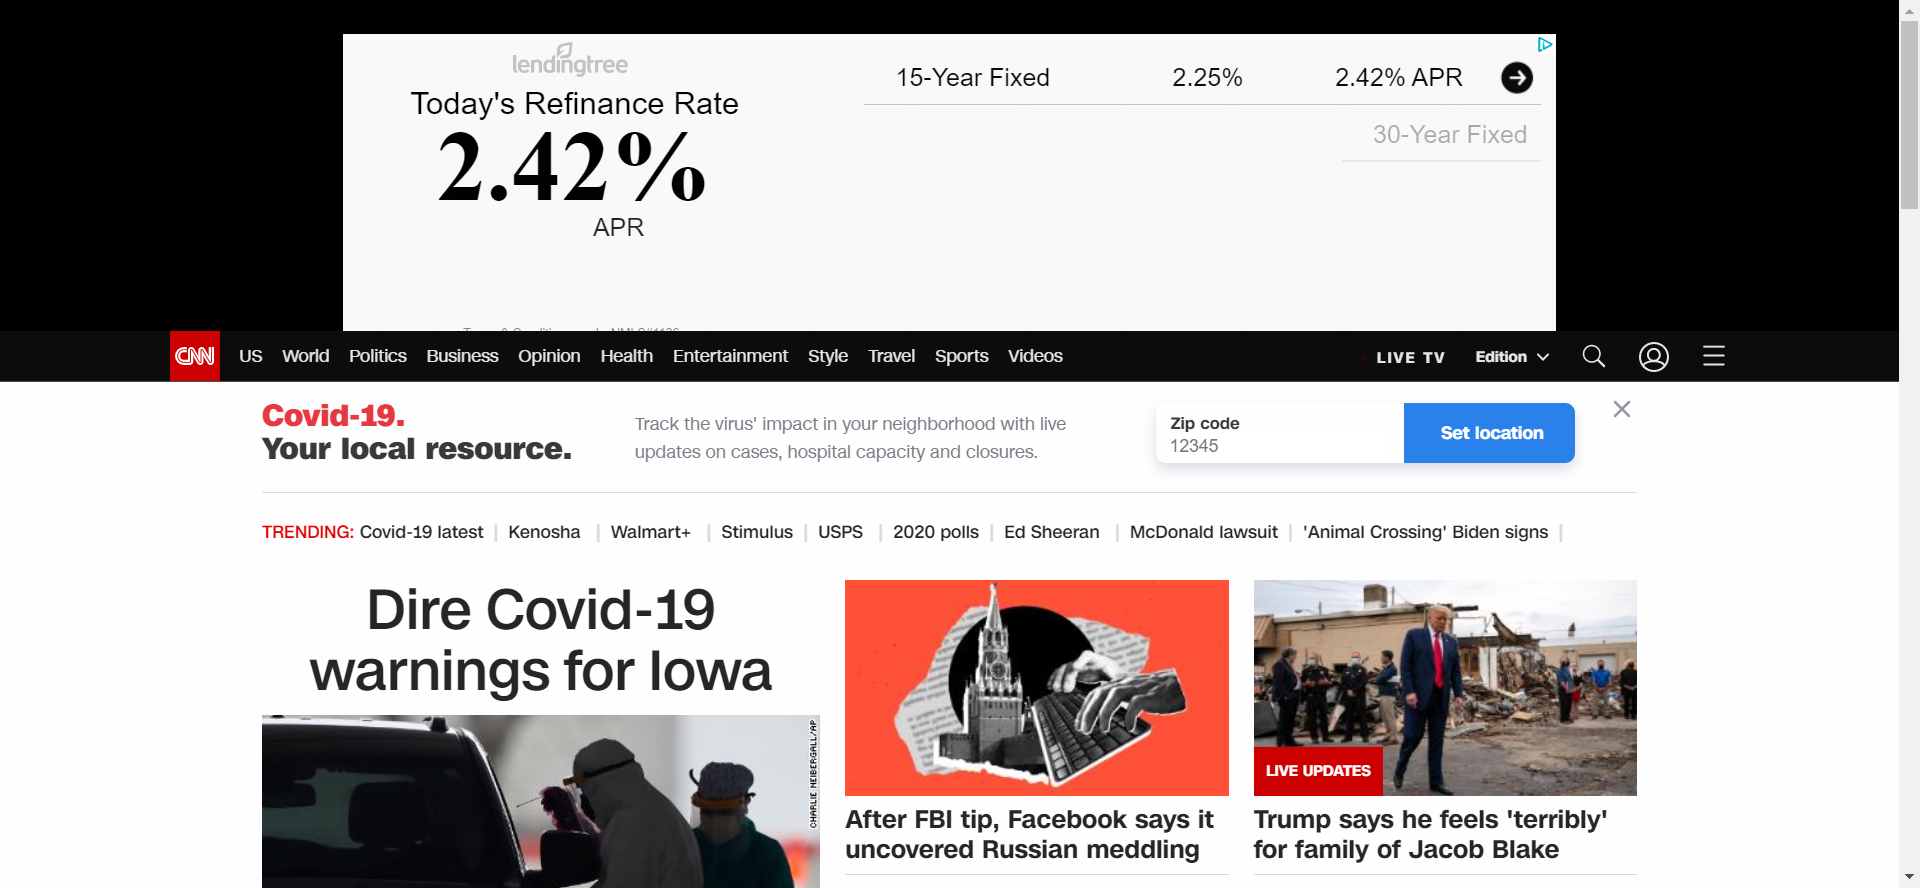 lendingtree
Today's Refinance Rate
2.42%
APR
15-Year Fixed 2.25% 2.42% APR
30-Year Fixed
CNN US World Politics Business Opinion Health Entertainment Style Travel Sports Videos LIVE TV Edition
Covid-19.
Your local resource.
Track the virus' impact in your neighborhood with live
updates on cases, hospital capacity and closures.
Zip code
12345
Set location
TRENDING: Covid-19 latest | Kenosha | Walmart+ | Stimulus | USPS | 2020 polls | Ed Sheeran | McDonald lawsuit | 'Animal Crossing' Biden signs |
Dire Covid-19
warnings for Iowa
CHARLIE NEIBERGALL/AP
After FBI tip, Facebook says it
uncovered Russian meddling
LIVE UPDATES
Trump says he feels 'terribly'
for family of Jacob Blake